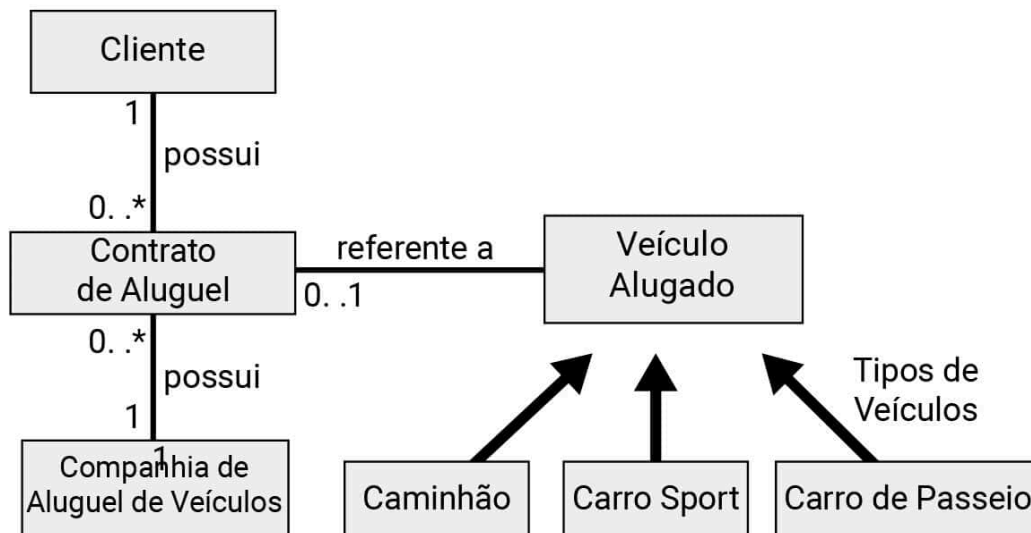 Cliente
1
possui
0. .*
Contrato
de Aluguel
referente a
0. .1
Veículo
Alugado
0. .*
possui
1
1
Companhia de
Aluguel de Veículos
Tipos de
Veículos
Caminhão
Carro Sport
Carro de Passeio